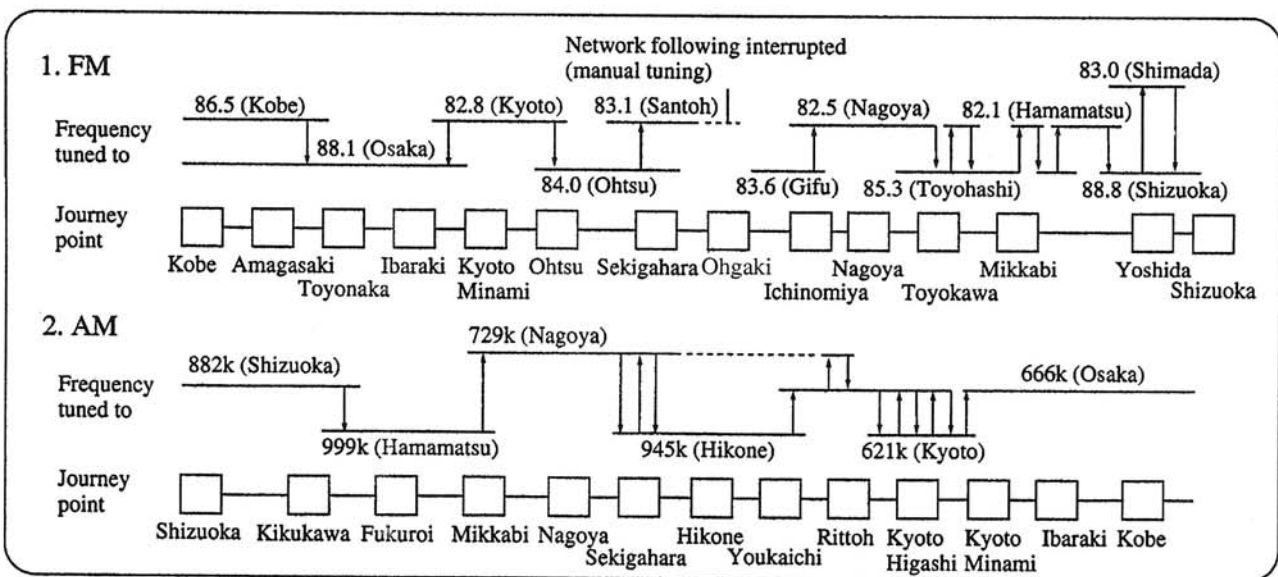 1. FM
Network following interrupted
(manual tuning)
83.0 (Shimada)
86.5 (Kobe)
82.8 (Kyoto)
83.1 (Santoh)
82.5 (Nagoya)
82.1 (Hamamatsu)
Frequency
tuned to
88.1 (Osaka)
84.0 (Ohtsu)
83.6 (Gifu)
85.3 (Toyohashi)
88.8 (Shizuoka)
Journey
point
Kobe
Amagasaki
Toyonaka
Ibaraki
Kyoto
Minami
Ohtsu
Sekigahara
Ohgaki
Ichinomiya
Nagoya
Toyokawa
Mikkabi
Yoshida
Shizuoka
2. AM
729k (Nagoya)
882k (Shizuoka)
666k (Osaka)
Frequency
tuned to
999k (Hamamatsu)
945k (Hikone)
621k (Kyoto)
Journey
point
Shizuoka
Kikukawa
Fukuroi
Mikkabi
Nagoya
Sekigahara
Hikone
Youkaichi
Rittoh
Kyoto
Higashi
Kyoto
Minami
Ibaraki
Kobe